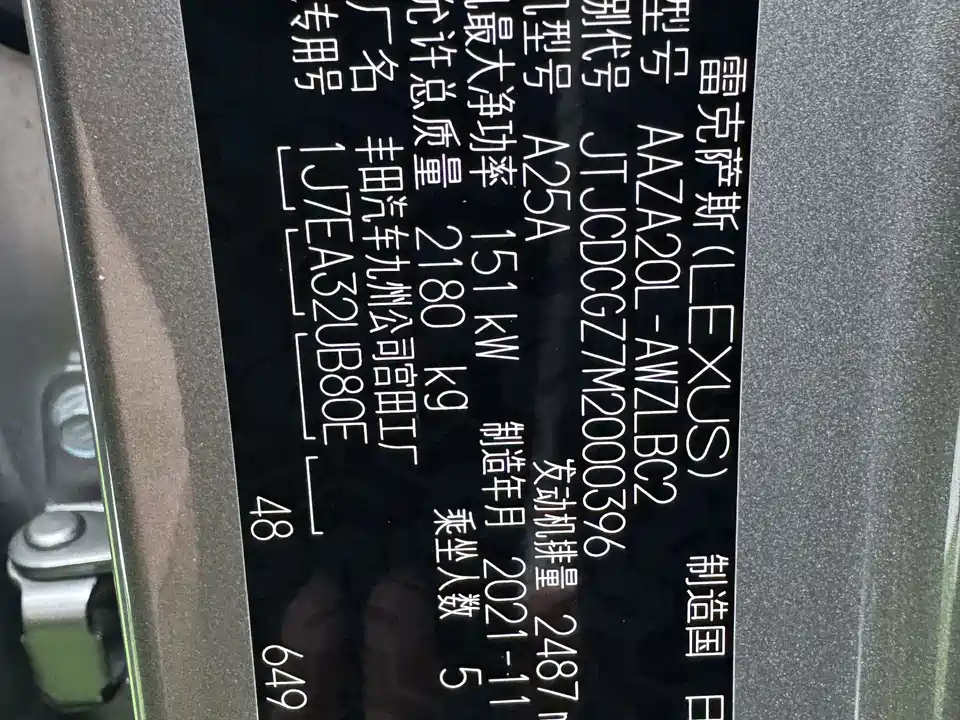 雷克萨斯(LEXUS) 制造国 日
型号 AAZA20L-AWZLBC2
别代号 JTJCDCGZ7M2000396
机型号 A25A 发动机排量 2487
最大净功率 151 kW 制造年月 2021-11
允许总质量 2180 kg 乘坐人数 5
厂名 丰田汽车九州公司宫田工厂
专用号 1J7EA32UB80E
48 649